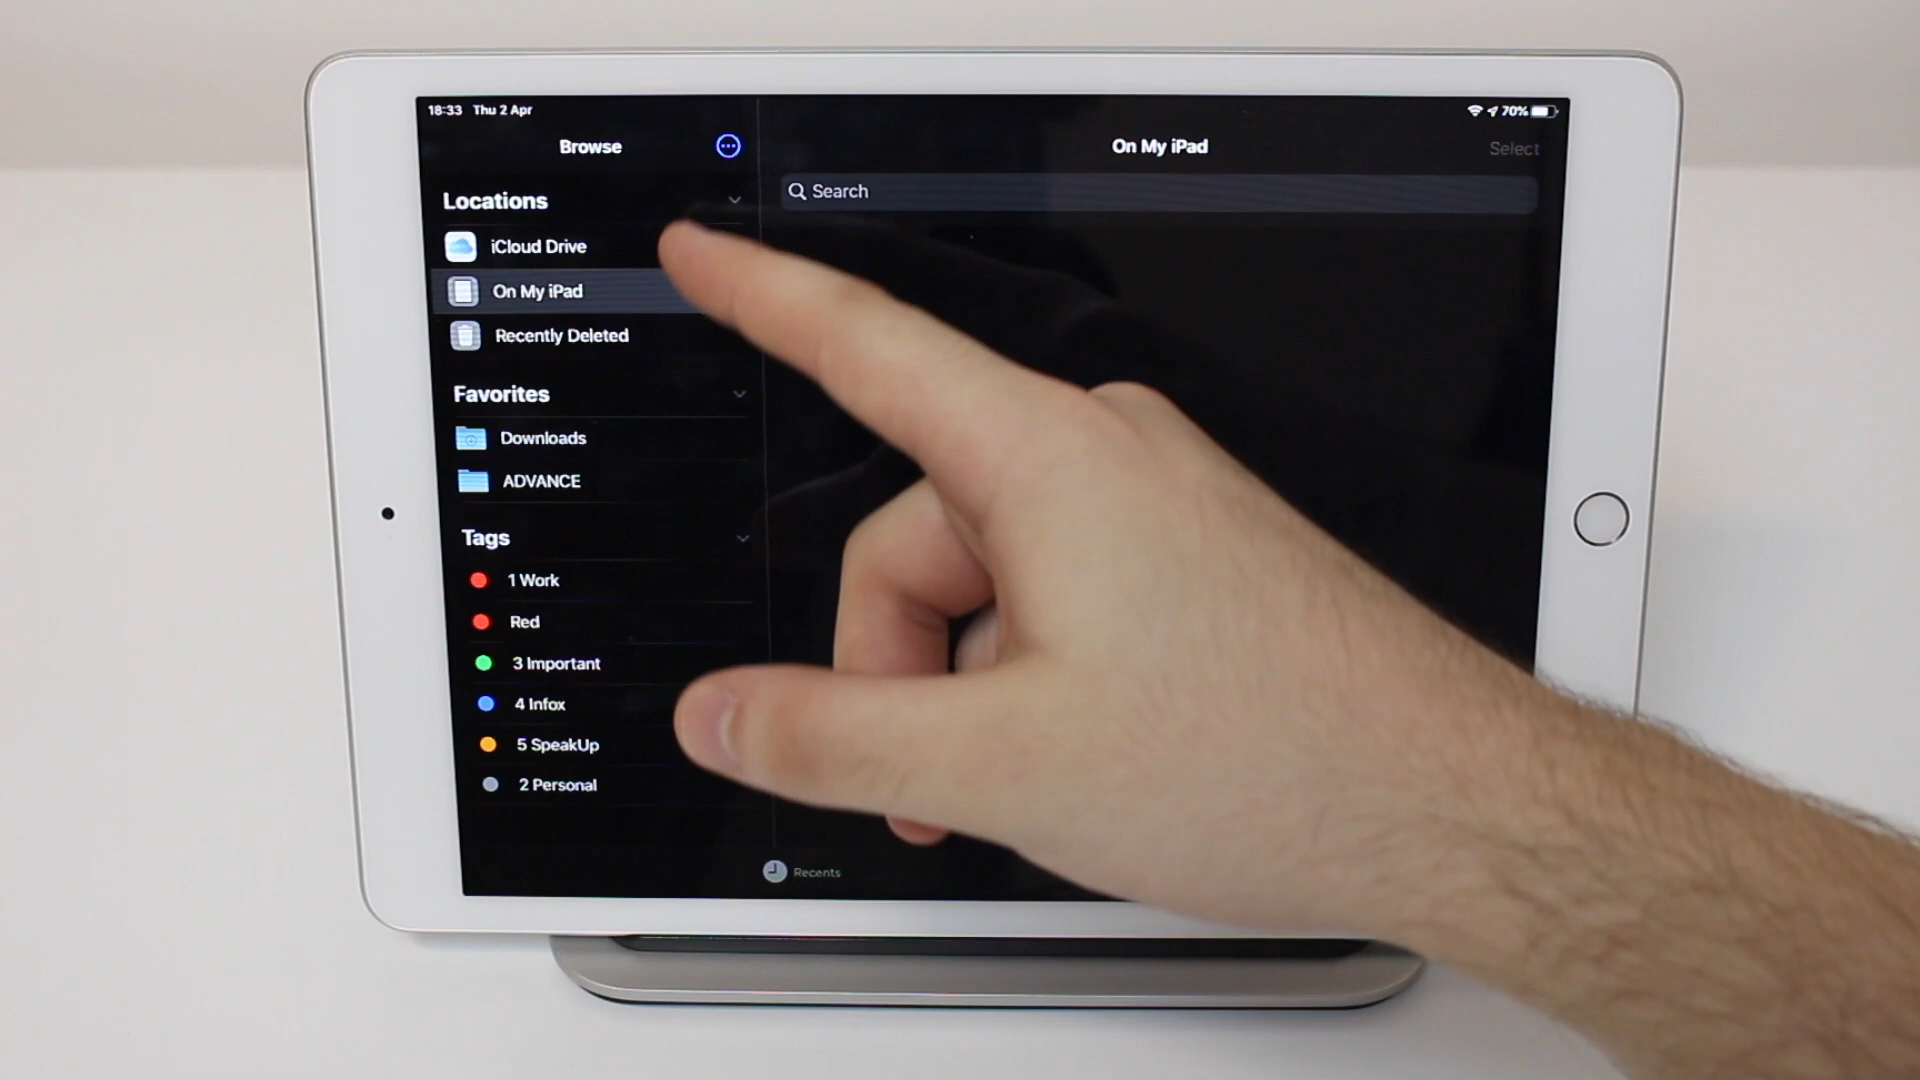 18:33 Thu 2 Apr
70%
Browse
On My iPad
Select
Search
Locations
iCloud Drive
On My iPad
Recently Deleted
Favorites
Downloads
ADVANCE
Tags
1 Work
Red
3 Important
4 Infox
5 SpeakUp
2 Personal
Recents